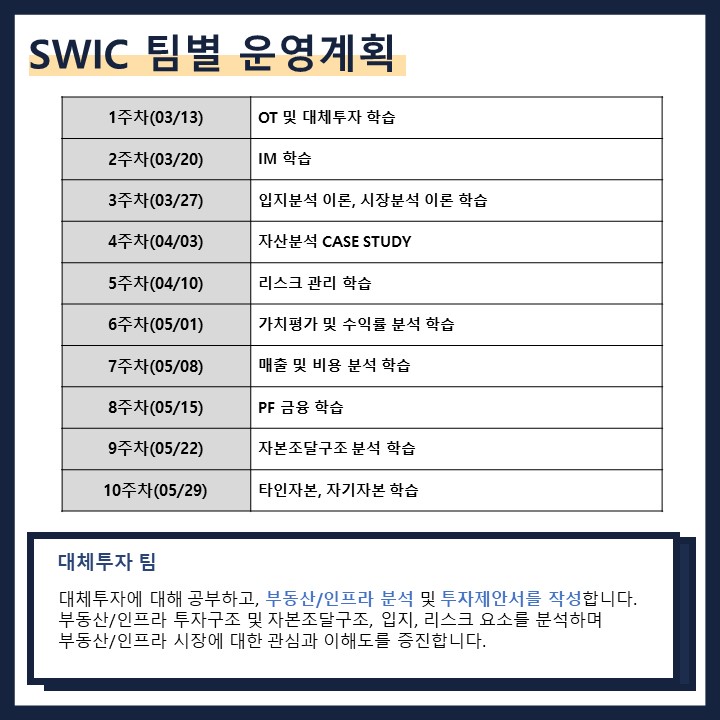 SWIC 팀별 운영계획
1주차(03/13) OT 및 대체투자 학습
2주차(03/20) IM 학습
3주차(03/27) 입지분석 이론, 시장분석 이론 학습
4주차(04/03) 자산분석 CASE STUDY
5주차(04/10) 리스크 관리 학습
6주차(05/01) 가치평가 및 수익률 분석 학습
7주차(05/08) 매출 및 비용 분석 학습
8주차(05/15) PF 금융 학습
9주차(05/22) 자본조달구조 분석 학습
10주차(05/29) 타인자본, 자기자본 학습
대체투자 팀
대체투자에 대해 공부하고, 부동산/인프라 분석 및 투자제안서를 작성합니다.
부동산/인프라 투자구조 및 자본조달구조, 입지, 리스크 요소를 분석하며
부동산/인프라 시장에 대한 관심과 이해도를 증진합니다.